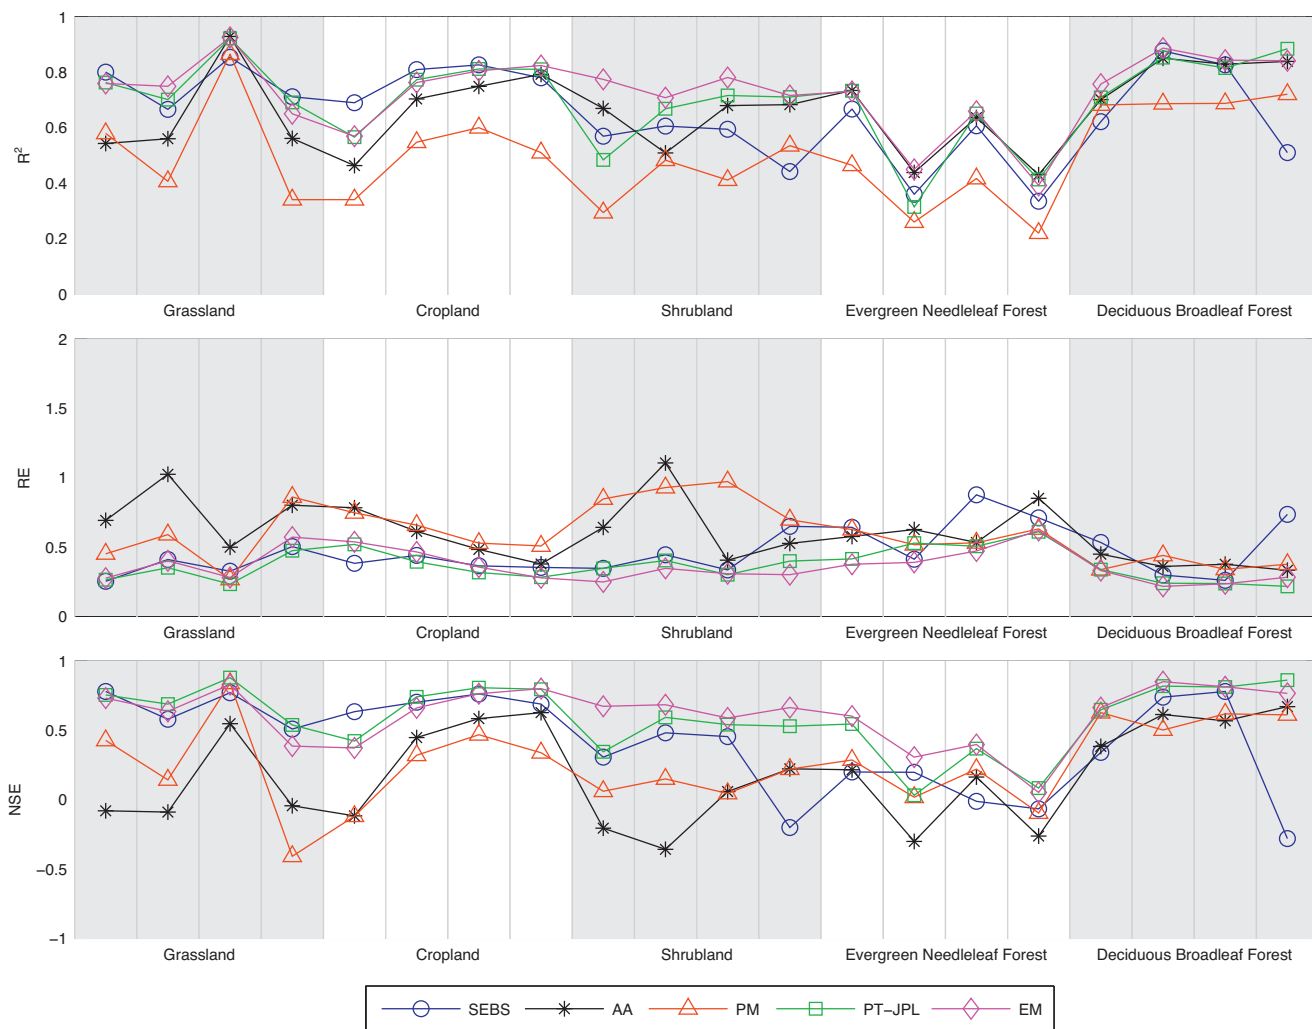 1
0.8
0.6
0.4
0.2
0
R²
Grassland Cropland Shrubland Evergreen Needleleaf Forest Deciduous Broadleaf Forest
2
1.5
1
0.5
0
RE
Grassland Cropland Shrubland Evergreen Needleleaf Forest Deciduous Broadleaf Forest
1
0.5
0
−0.5
−1
NSE
Grassland Cropland Shrubland Evergreen Needleleaf Forest Deciduous Broadleaf Forest
SEBS AA PM PT−JPL EM